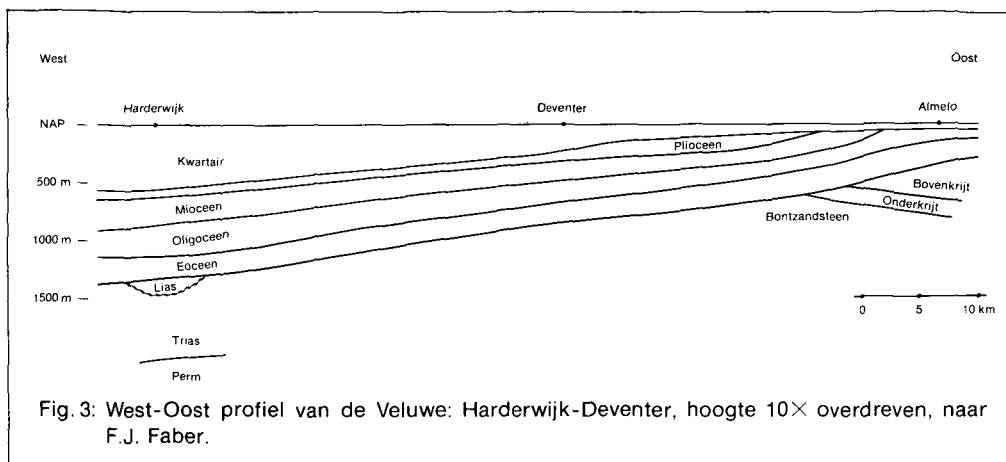 West Oost
Harderwijk Deventer Almelo
NAP
Plioceen
Kwartair
500 m
Bovenkrijt
Mioceen
Onderkrijt
Bontzandsteen
Oligoceen
1000 m
Eoceen
Lias
1500 m
0 5 10 km
Trias
Perm
Fig. 3: West-Oost profiel van de Veluwe: Harderwijk-Deventer, hoogte 10× overdreven, naar
F.J. Faber.